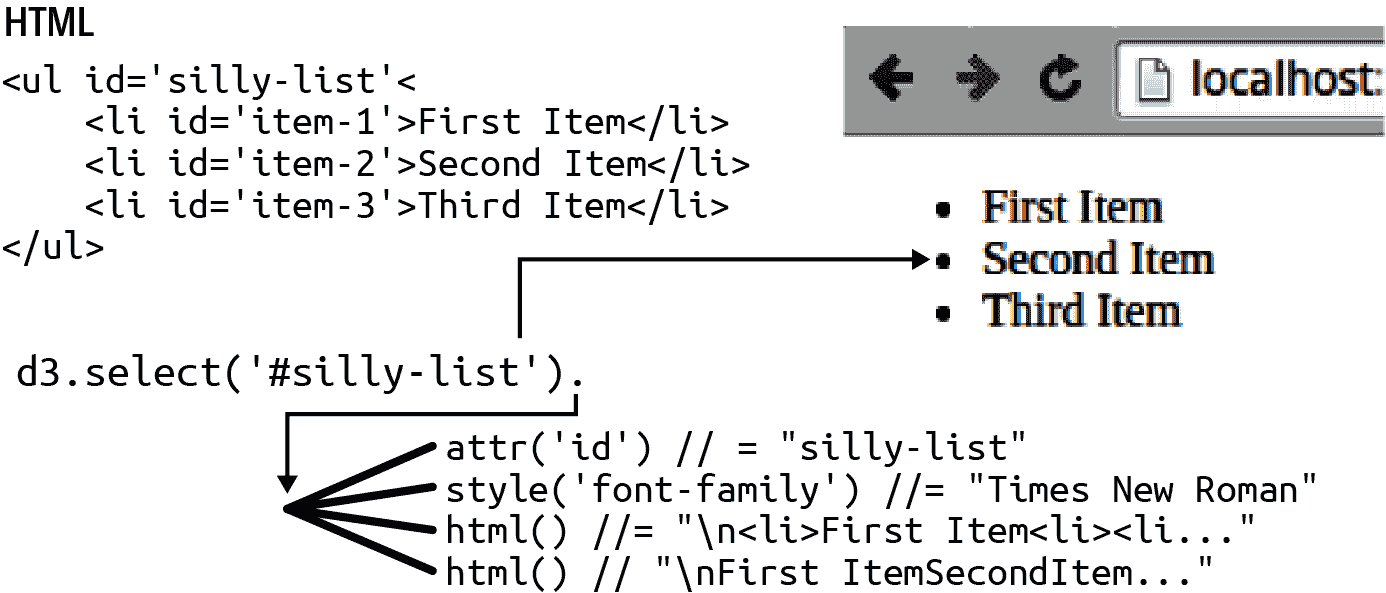 HTML
<ul id='silly-list'<
    <li id='item-1'>First Item</li>
    <li id='item-2'>Second Item</li>
    <li id='item-3'>Third Item</li>
</ul>
localhost:
• First Item
• Second Item
• Third Item
d3.select('#silly-list').
attr('id') // = "silly-list"
style('font-family') //= "Times New Roman"
html() //= "\n<li>First Item<li><li..."
html() // "\nFirst ItemSecondItem..."